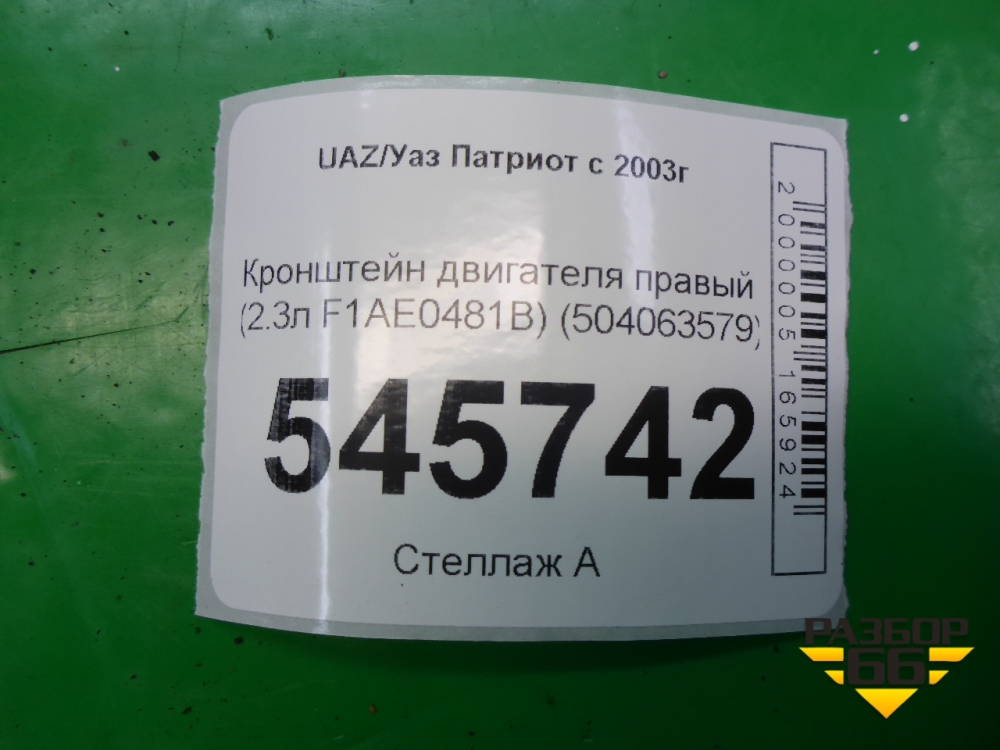 UAZ/Уаз Патриот с 2003г
Кронштейн двигателя правый
(2.3л F1AE0481B) (504063579)
545742
Стеллаж А
2000005165924
РАЗБОР
66